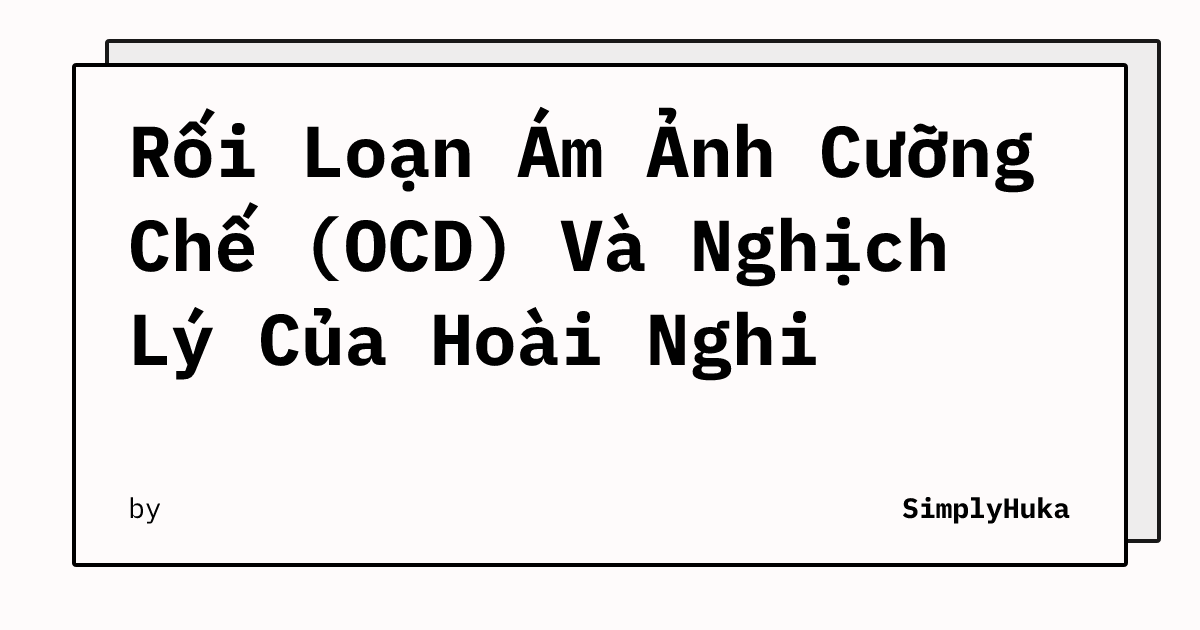 Rối Loạn Ám Ảnh Cưỡng
Chế (OCD) Và Nghịch
Lý Của Hoài Nghi
by
SimplyHuka